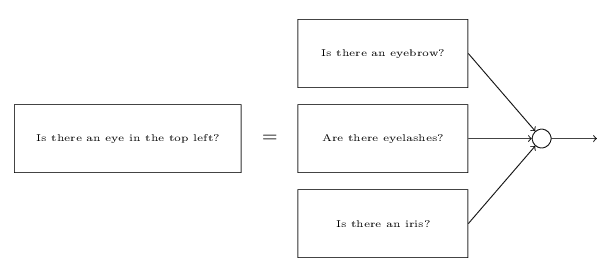 Is there an eyebrow?
Is there an eye in the top left?
=
Are there eyelashes?
Is there an iris?